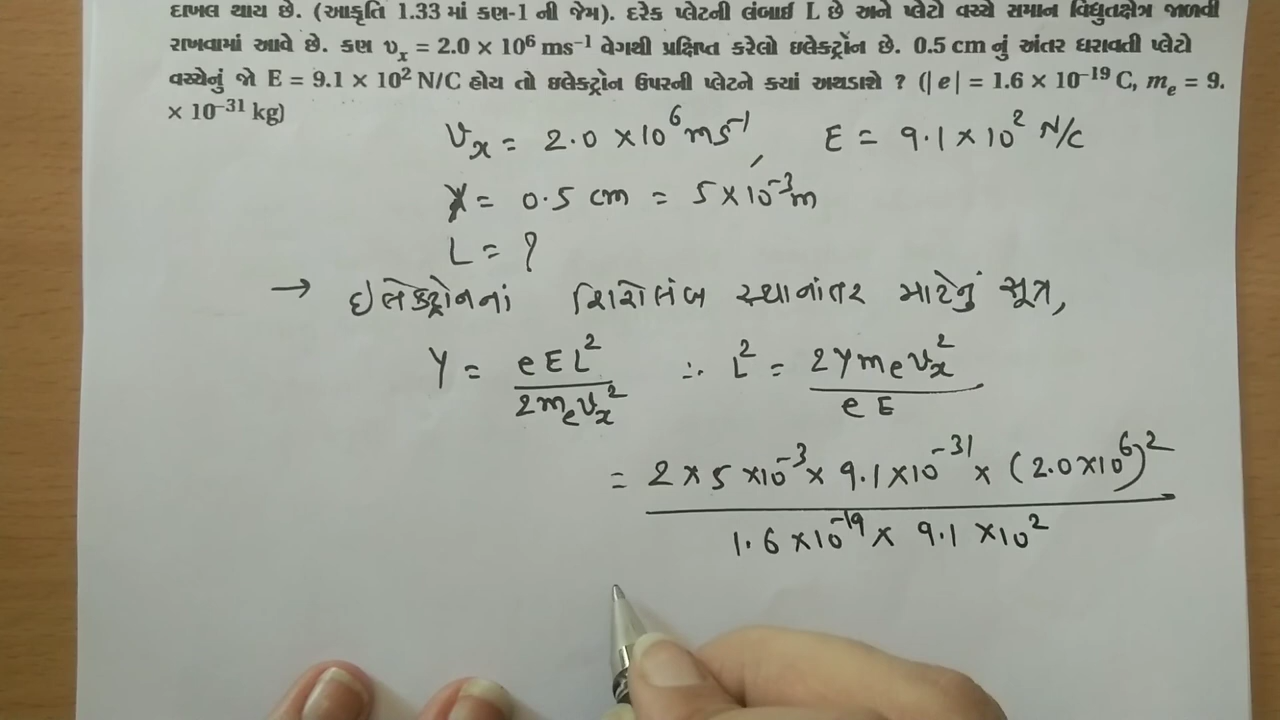 દાખલ થાય છે. (આકૃતિ 1.33 માં કણ-1 ની જેમ). દરેક પ્લેટની લંબાઈ L છે અને પ્લેટો વચ્ચે સમાન વિદ્યુતક્ષેત્ર જાળવી
રાખવામાં આવે છે. કણ υₓ = 2.0 × 10⁶ ms⁻¹ વેગથી પ્રક્ષિપ્ત કરેલો ઇલેક્ટ્રૉન છે. 0.5 cm નું અંતર ધરાવતી પ્લેટો
વચ્ચેનું જો E = 9.1 × 10² N/C હોય તો ઇલેક્ટ્રૉન ઉપરની પ્લેટને ક્યાં અથડાશે ? (| e| = 1.6 × 10⁻¹⁹ C, mₑ = 9.
× 10⁻³¹ kg)
υₓ = 2.0 × 10⁶ ms⁻¹, E = 9.1 × 10² N/C
= 0.5 cm = 5 × 10⁻³ m
L = ?
→ ઇલેક્ટ્રોનનાં શિરોલંબ સ્થાનાંતર માટેનું સૂત્ર,
Y = eEL² / 2mₑυₓ² ∴ L² = 2Ymₑυₓ² / eE
= 2 × 5 × 10⁻³ × 9.1 × 10⁻³¹ × (2.0 × 10⁶)²
1.6 × 10⁻¹⁹ × 9.1 × 10²